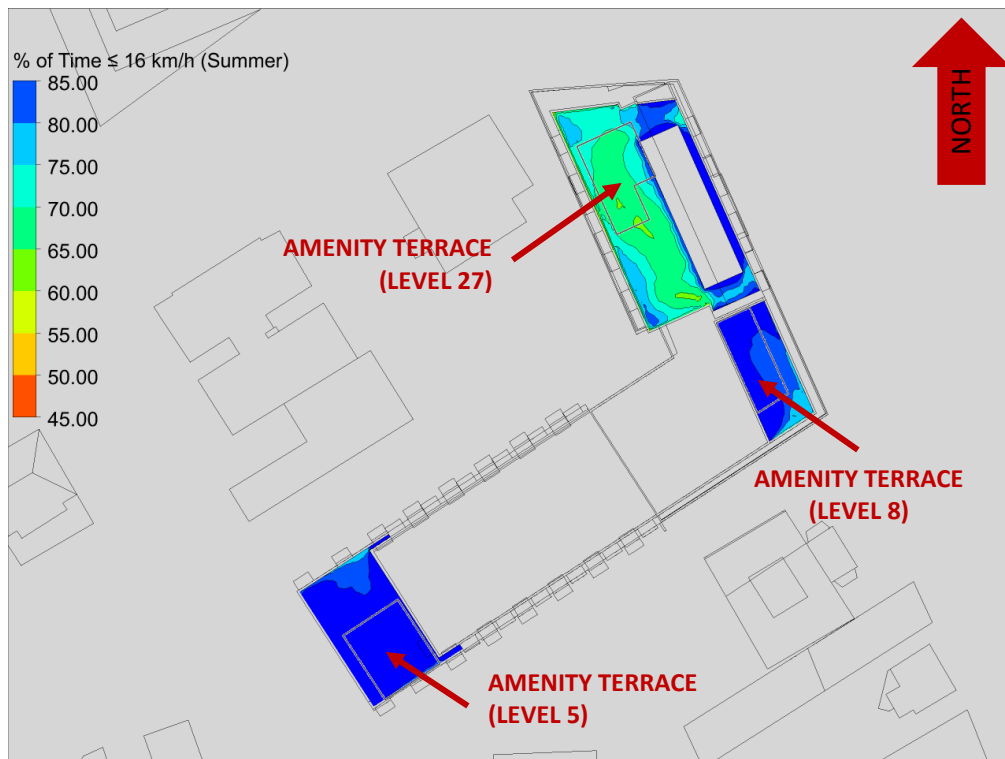 % of Time ≤ 16 km/h (Summer)
85.00
80.00
75.00
70.00
65.00
60.00
55.00
50.00
45.00
NORTH
AMENITY TERRACE
(LEVEL 27)
AMENITY TERRACE
(LEVEL 8)
AMENITY TERRACE
(LEVEL 5)